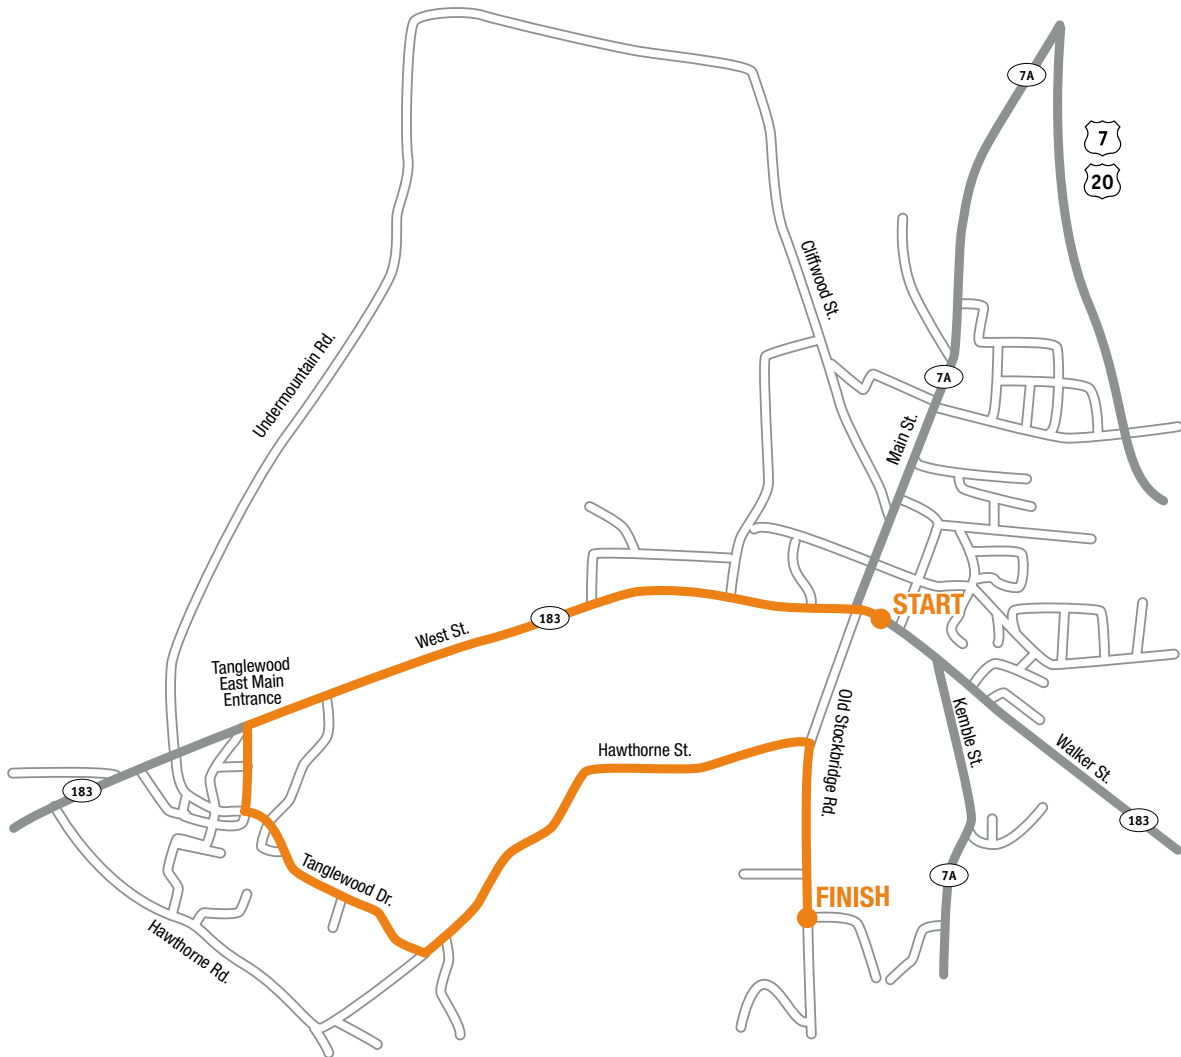 7A
7
20
Cliffwood St.
Undermountain Rd.
7A
Main St.
START
183
West St.
Tanglewood
East Main
Entrance
Old Stockbridge Rd.
Kemble St.
Hawthorne St.
Walker St.
183
183
Tanglewood Dr.
7A
FINISH
Hawthorne Rd.